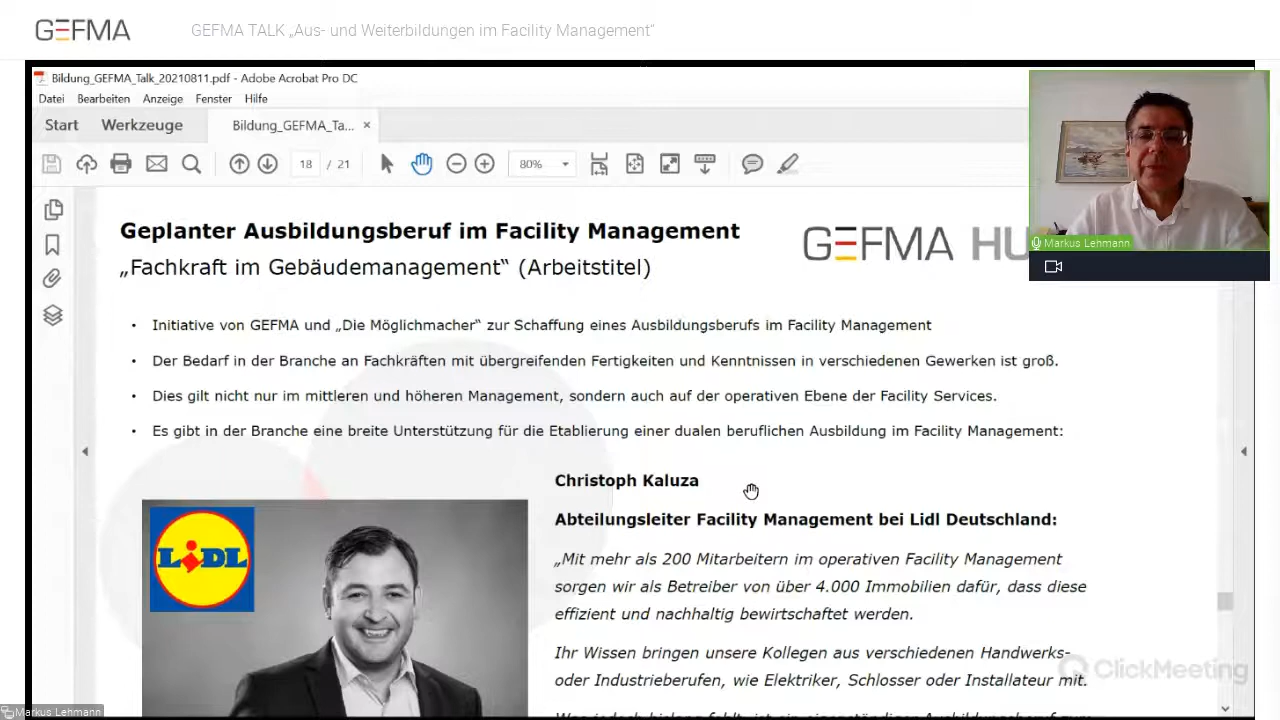 GEFMA
GEFMA TALK „Aus- und Weiterbildungen im Facility Management“
Bildung_GEFMA_Talk_20210811.pdf - Adobe Acrobat Pro DC
Datei Bearbeiten Anzeige Fenster Hilfe
Start Werkzeuge Bildung_GEFMA_Ta... ×
18 / 21 80%
Geplanter Ausbildungsberuf im Facility Management
„Fachkraft im Gebäudemanagement“ (Arbeitstitel)
GEFMA HU
Markus Lehmann
• Initiative von GEFMA und „Die Möglichmacher“ zur Schaffung eines Ausbildungsberufs im Facility Management
• Der Bedarf in der Branche an Fachkräften mit übergreifenden Fertigkeiten und Kenntnissen in verschiedenen Gewerken ist groß.
• Dies gilt nicht nur im mittleren und höheren Management, sondern auch auf der operativen Ebene der Facility Services.
• Es gibt in der Branche eine breite Unterstützung für die Etablierung einer dualen beruflichen Ausbildung im Facility Management:
LIDL
Christoph Kaluza
Abteilungsleiter Facility Management bei Lidl Deutschland:
„Mit mehr als 200 Mitarbeitern im operativen Facility Management
sorgen wir als Betreiber von über 4.000 Immobilien dafür, dass diese
effizient und nachhaltig bewirtschaftet werden.
Ihr Wissen bringen unsere Kollegen aus verschiedenen Handwerks-
oder Industrieberufen, wie Elektriker, Schlosser oder Installateur mit.
ClickMeeting
Markus Lehmann